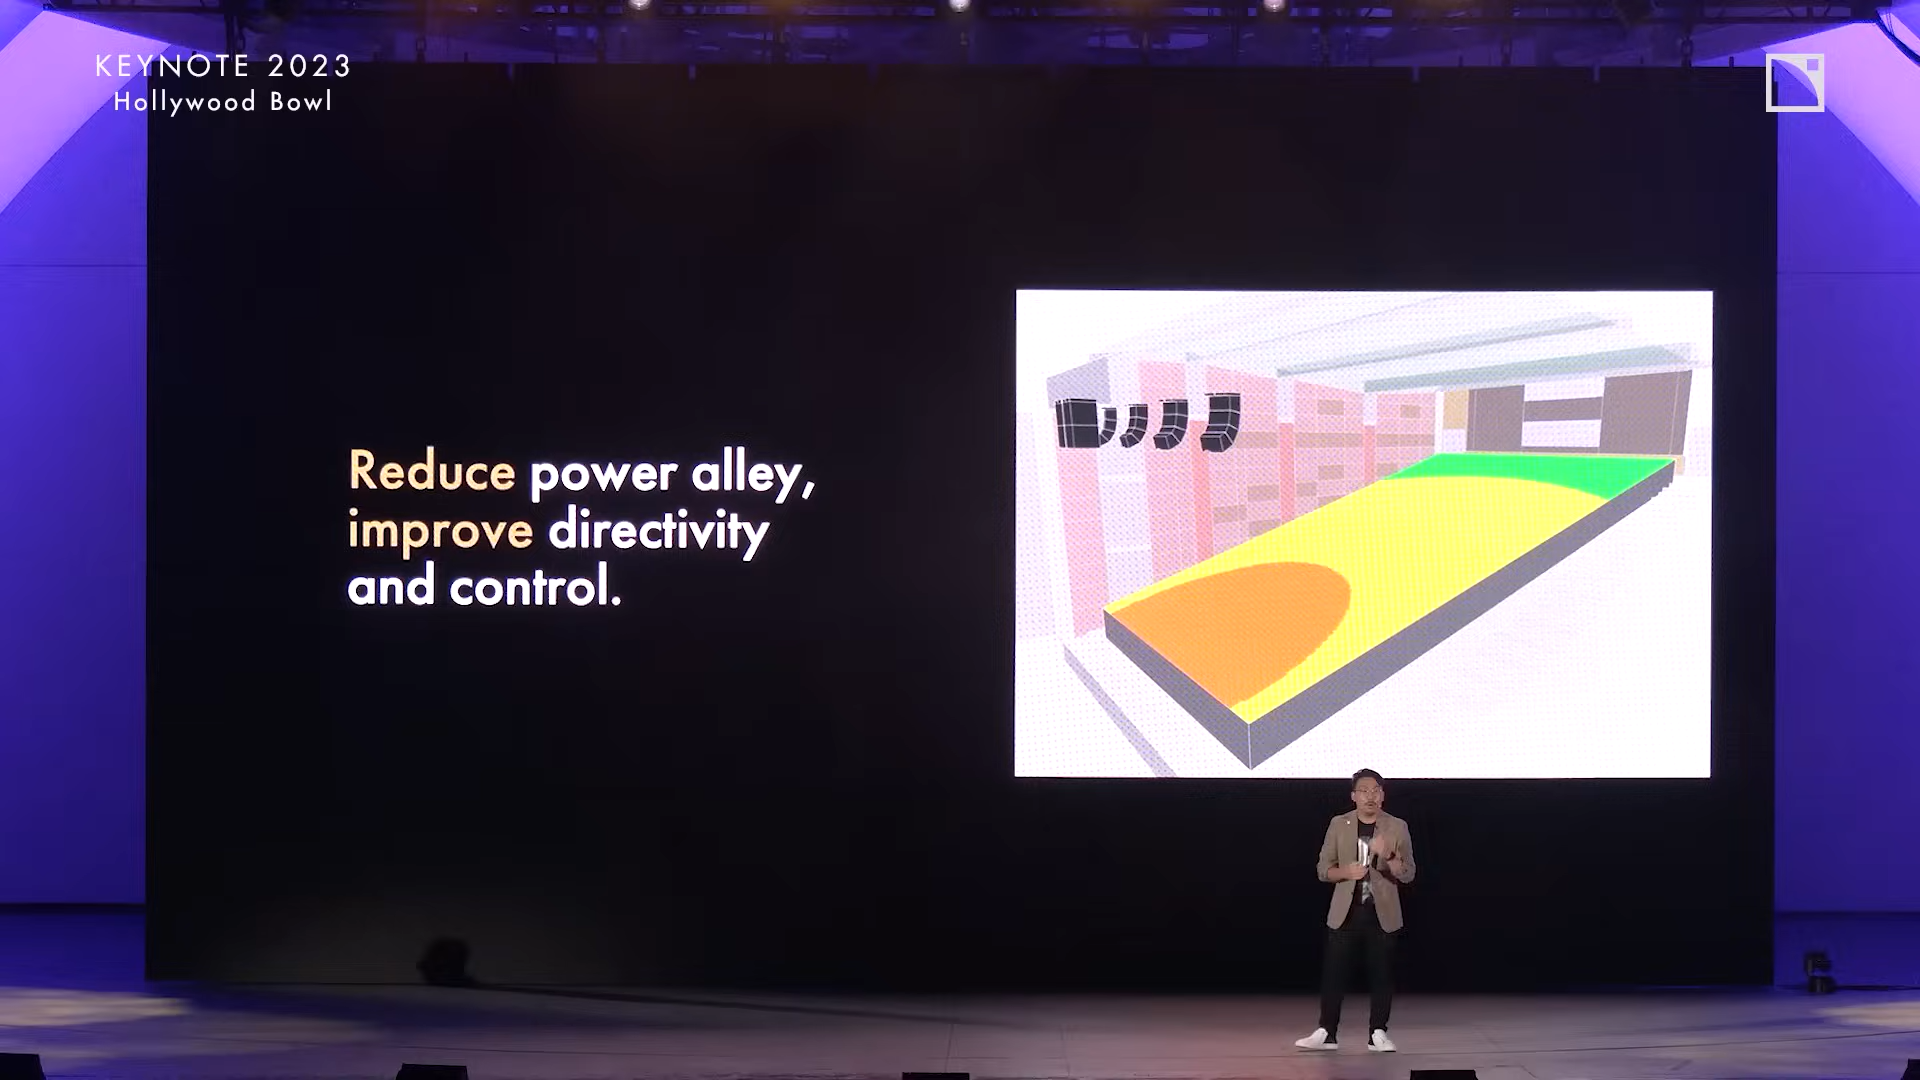 KEYNOTE 2023
Hollywood Bowl
Reduce power alley,
improve directivity
and control.